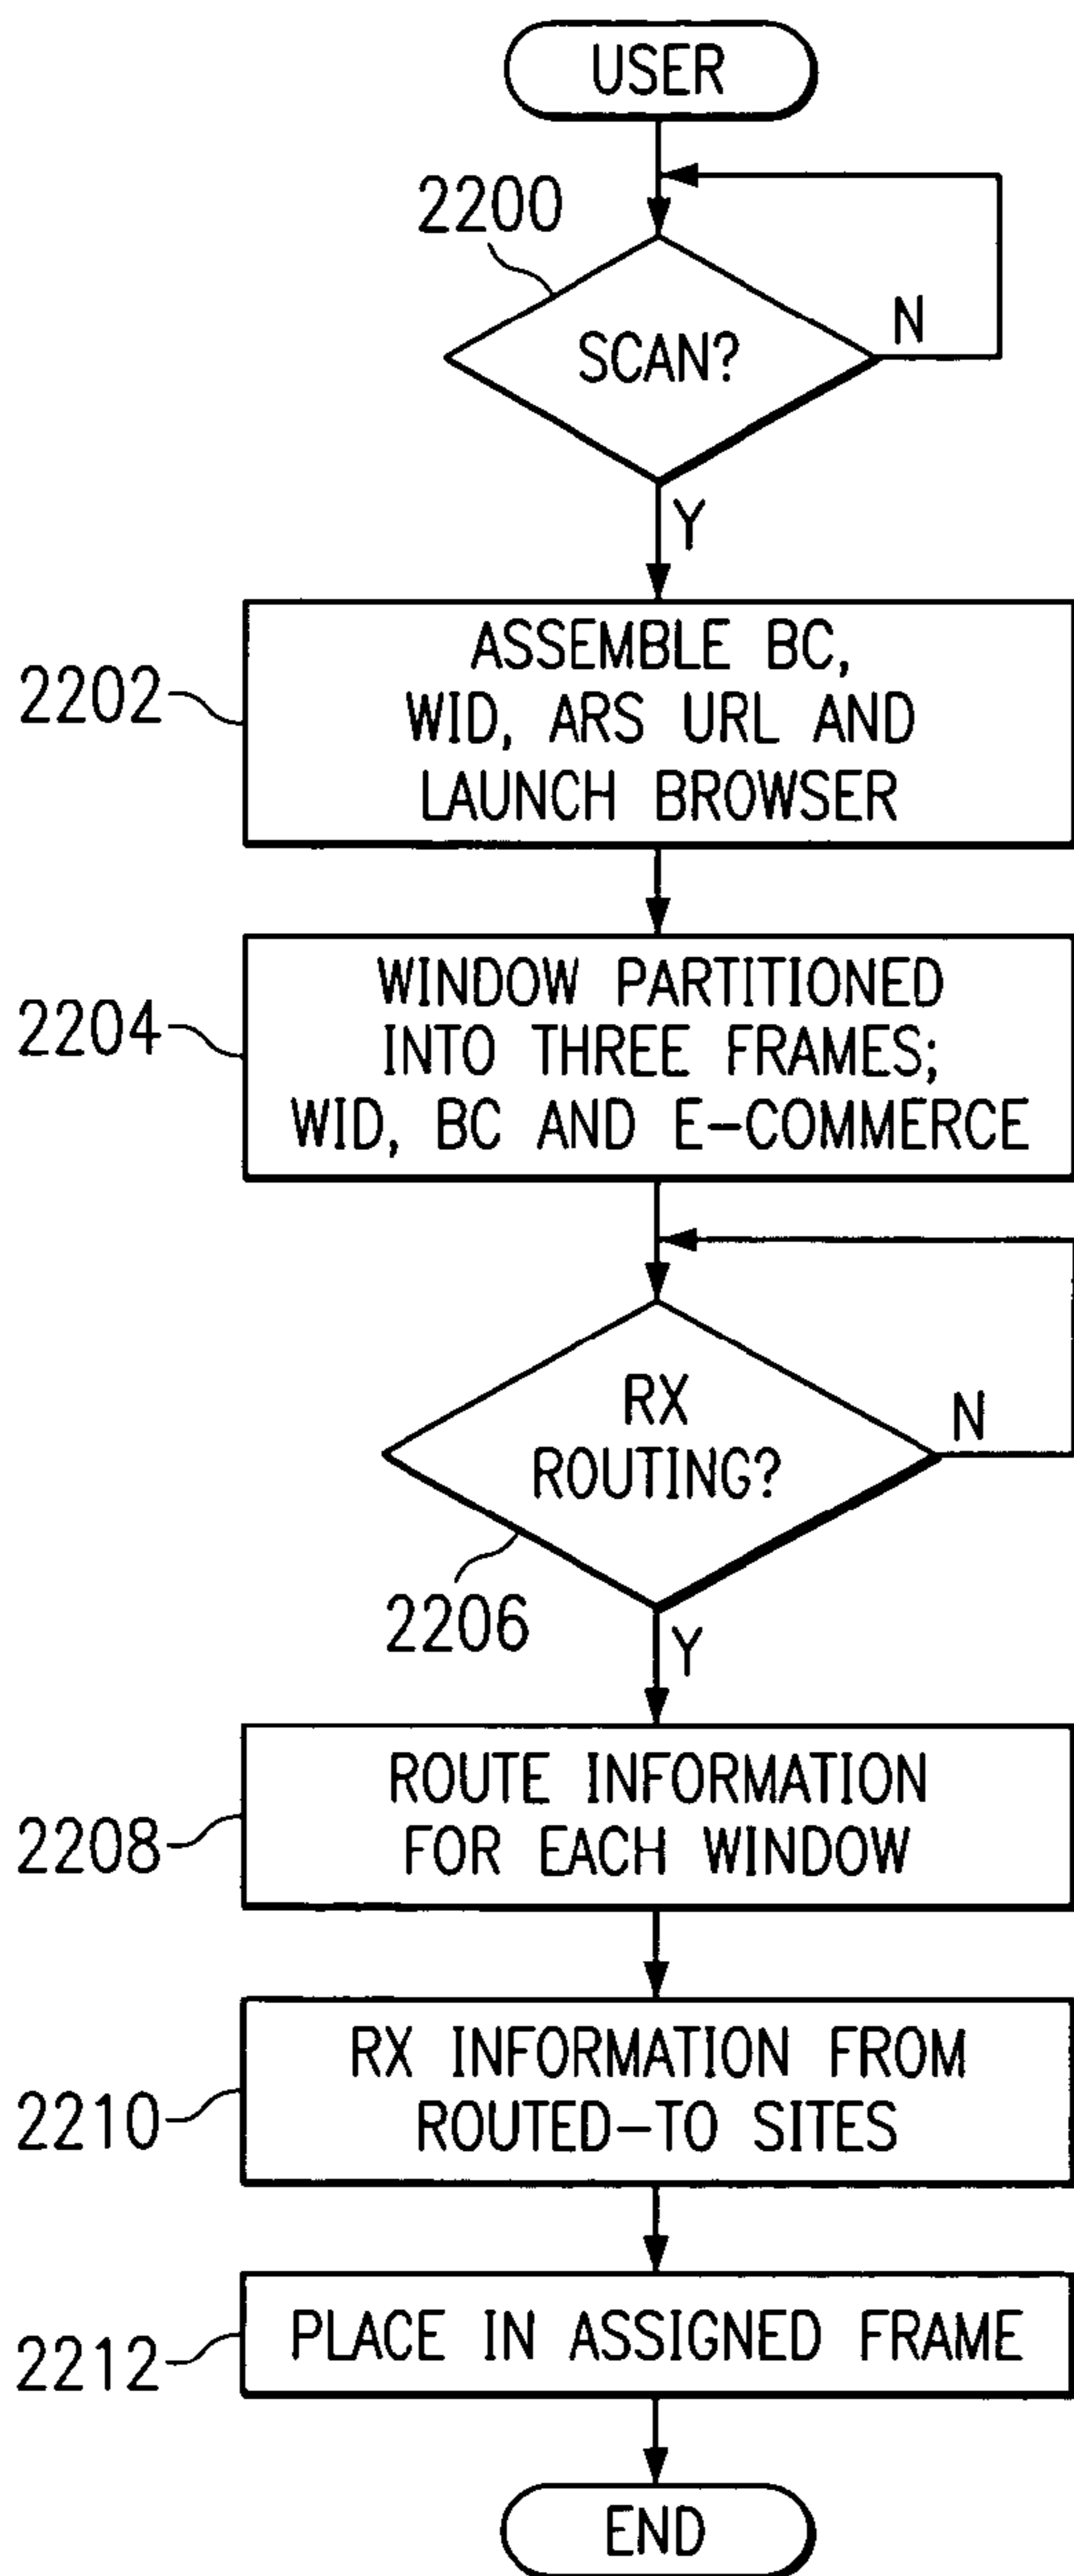 USER
2200
SCAN?
N
Y
2202
ASSEMBLE BC,
WID, ARS URL AND
LAUNCH BROWSER
2204
WINDOW PARTITIONED
INTO THREE FRAMES;
WID, BC AND E-COMMERCE
RX
ROUTING?
N
2206
Y
2208
ROUTE INFORMATION
FOR EACH WINDOW
2210
RX INFORMATION FROM
ROUTED-TO SITES
2212
PLACE IN ASSIGNED FRAME
END